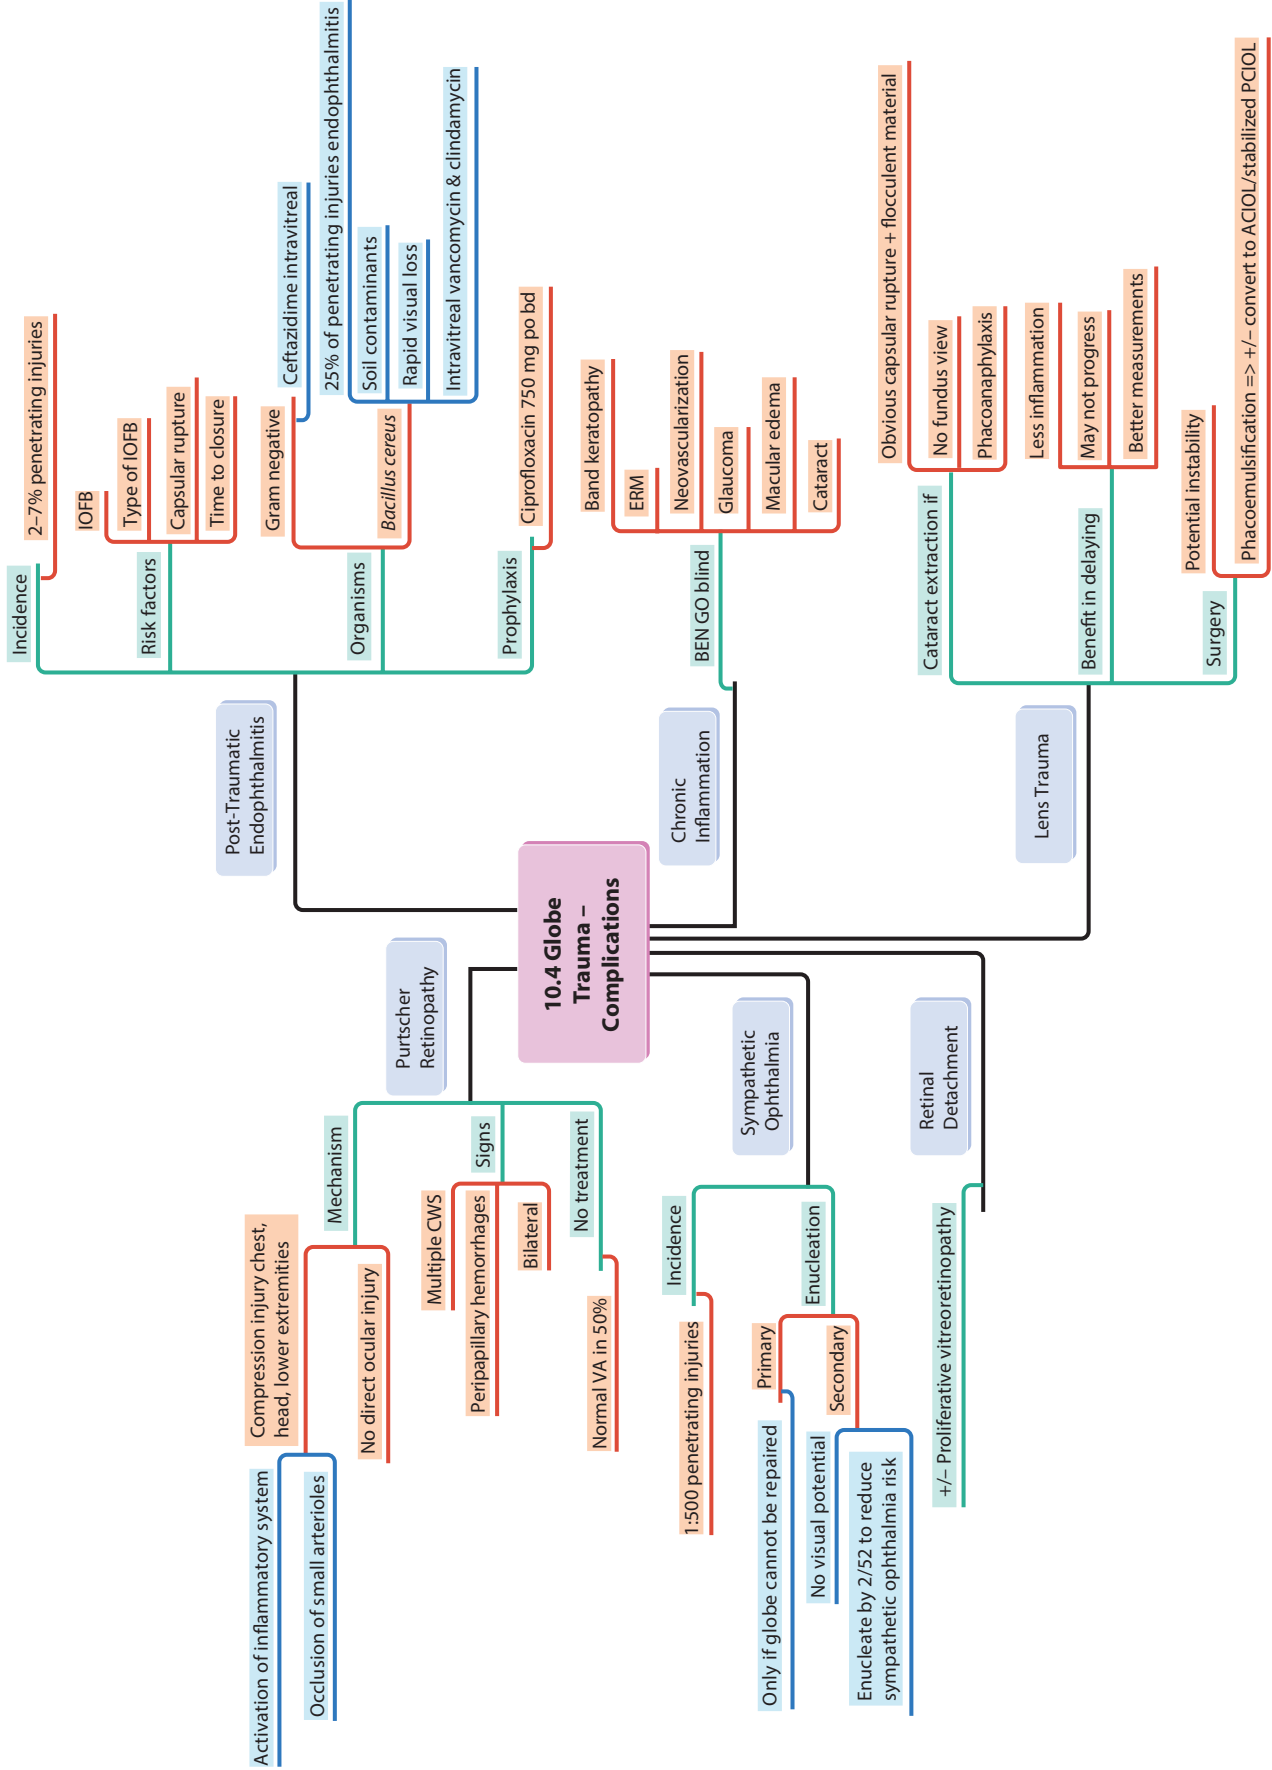 10.4 Globe
Trauma –
Complications
Post-Traumatic
Endophthalmitis
Incidence
2–7% penetrating injuries
Risk factors
IOFB
Type of IOFB
Capsular rupture
Time to closure
Organisms
Gram negative
Ceftazidime intravitreal
Bacillus cereus
25% of penetrating injuries endophthalmitis
Soil contaminants
Rapid visual loss
Intravitreal vancomycin & clindamycin
Prophylaxis
Ciprofloxacin 750 mg po bd
Chronic
Inflammation
BEN GO blind
Band keratopathy
ERM
Neovascularization
Glaucoma
Macular edema
Cataract
Lens Trauma
Cataract extraction if
Obvious capsular rupture + flocculent material
No fundus view
Phacoanaphylaxis
Benefit in delaying
Less inflammation
May not progress
Better measurements
Surgery
Potential instability
Phacoemulsification => +/– convert to ACIOL/stabilized PCIOL
Purtscher
Retinopathy
Mechanism
Compression injury chest,
head, lower extremities
Activation of inflammatory system
Occlusion of small arterioles
No direct ocular injury
Signs
Multiple CWS
Peripapillary hemorrhages
Bilateral
No treatment
Normal VA in 50%
Sympathetic
Ophthalmia
Incidence
1:500 penetrating injuries
Enucleation
Primary
Only if globe cannot be repaired
Secondary
No visual potential
Enucleate by 2/52 to reduce
sympathetic ophthalmia risk
Retinal
Detachment
+/– Proliferative vitreoretinopathy